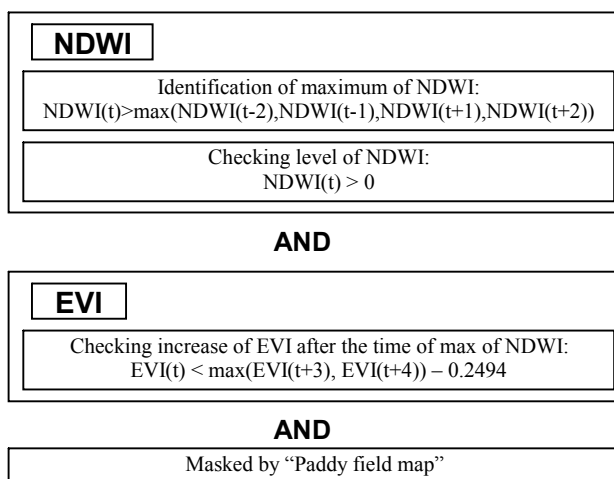 NDWI
Identification of maximum of NDWI:
NDWI(t)>max(NDWI(t-2),NDWI(t-1),NDWI(t+1),NDWI(t+2))
Checking level of NDWI:
NDWI(t) > 0
AND
EVI
Checking increase of EVI after the time of max of NDWI:
EVI(t) < max(EVI(t+3), EVI(t+4)) – 0.2494
AND
Masked by “Paddy field map”